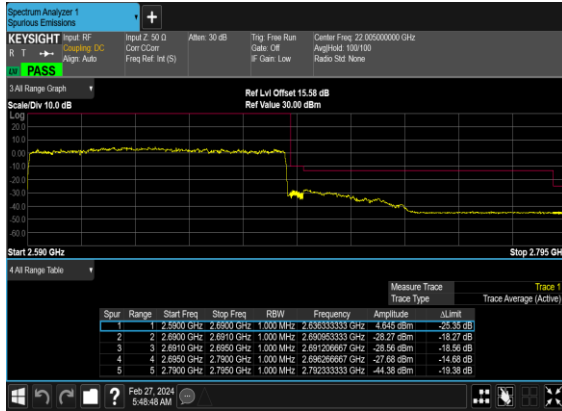 Spectrum Analyzer 1
Spurious Emissions
+
KEYSIGHT Input: RF Input Z: 50 Ω Atten: 30 dB Trig: Free Run Center Freq: 22.005000000 GHz
R T Coupling: DC Corr CCorr Gate: Off Avg|Hold: 100/100
Align: Auto Freq Ref: Int (S) IF Gain: Low Radio Std: None
PASS
3 All Range Graph
Ref Lvl Offset 15.58 dB
Scale/Div 10.0 dB Ref Value 30.00 dBm
Log
20.0
10.0
0.00
-10.0
-20.0
-30.0
-40.0
-50.0
-60.0
Start 2.590 GHz Stop 2.795 GH
4 All Range Table
Measure Trace Trace 1
Trace Type Trace Average (Active)
Spur Range Start Freq Stop Freq RBW Frequency Amplitude ΔLimit
1 1 2.5900 GHz 2.6900 GHz 1.000 MHz 2.636333333 GHz 4.645 dBm -25.35 dB
2 2 2.6900 GHz 2.6910 GHz 1.000 MHz 2.690953333 GHz -28.27 dBm -18.27 dB
3 3 2.6910 GHz 2.6950 GHz 1.000 MHz 2.691206667 GHz -28.56 dBm -18.56 dB
4 4 2.6950 GHz 2.7900 GHz 1.000 MHz 2.696266667 GHz -27.68 dBm -14.68 dB
5 5 2.7900 GHz 2.7950 GHz 1.000 MHz 2.792333333 GHz -44.38 dBm -19.38 dB
? Feb 27, 2024
5:48:48 AM